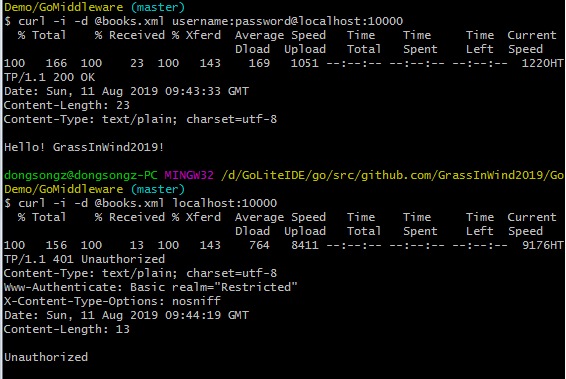 Demo/GoMiddleware (master)
$ curl -i -d @books.xml username:password@localhost:10000
  % Total    % Received % Xferd  Average Speed   Time    Time     Time  Current
                                 Dload  Upload   Total   Spent    Left  Speed
100   166  100    23  100   143    169   1051 --:--:-- --:--:-- --:--:--  1220HT
TP/1.1 200 OK
Date: Sun, 11 Aug 2019 09:43:33 GMT
Content-Length: 23
Content-Type: text/plain; charset=utf-8

Hello! GrassInWind2019!

dongsongz@dongsongz-PC MINGW32 /d/GoLiteIDE/go/src/github.com/GrassInWind2019/Go
Demo/GoMiddleware (master)
$ curl -i -d @books.xml localhost:10000
  % Total    % Received % Xferd  Average Speed   Time    Time     Time  Current
                                 Dload  Upload   Total   Spent    Left  Speed
100   156  100    13  100   143    764   8411 --:--:-- --:--:-- --:--:--  9176HT
TP/1.1 401 Unauthorized
Content-Type: text/plain; charset=utf-8
Www-Authenticate: Basic realm="Restricted"
X-Content-Type-Options: nosniff
Date: Sun, 11 Aug 2019 09:44:19 GMT
Content-Length: 13

Unauthorized